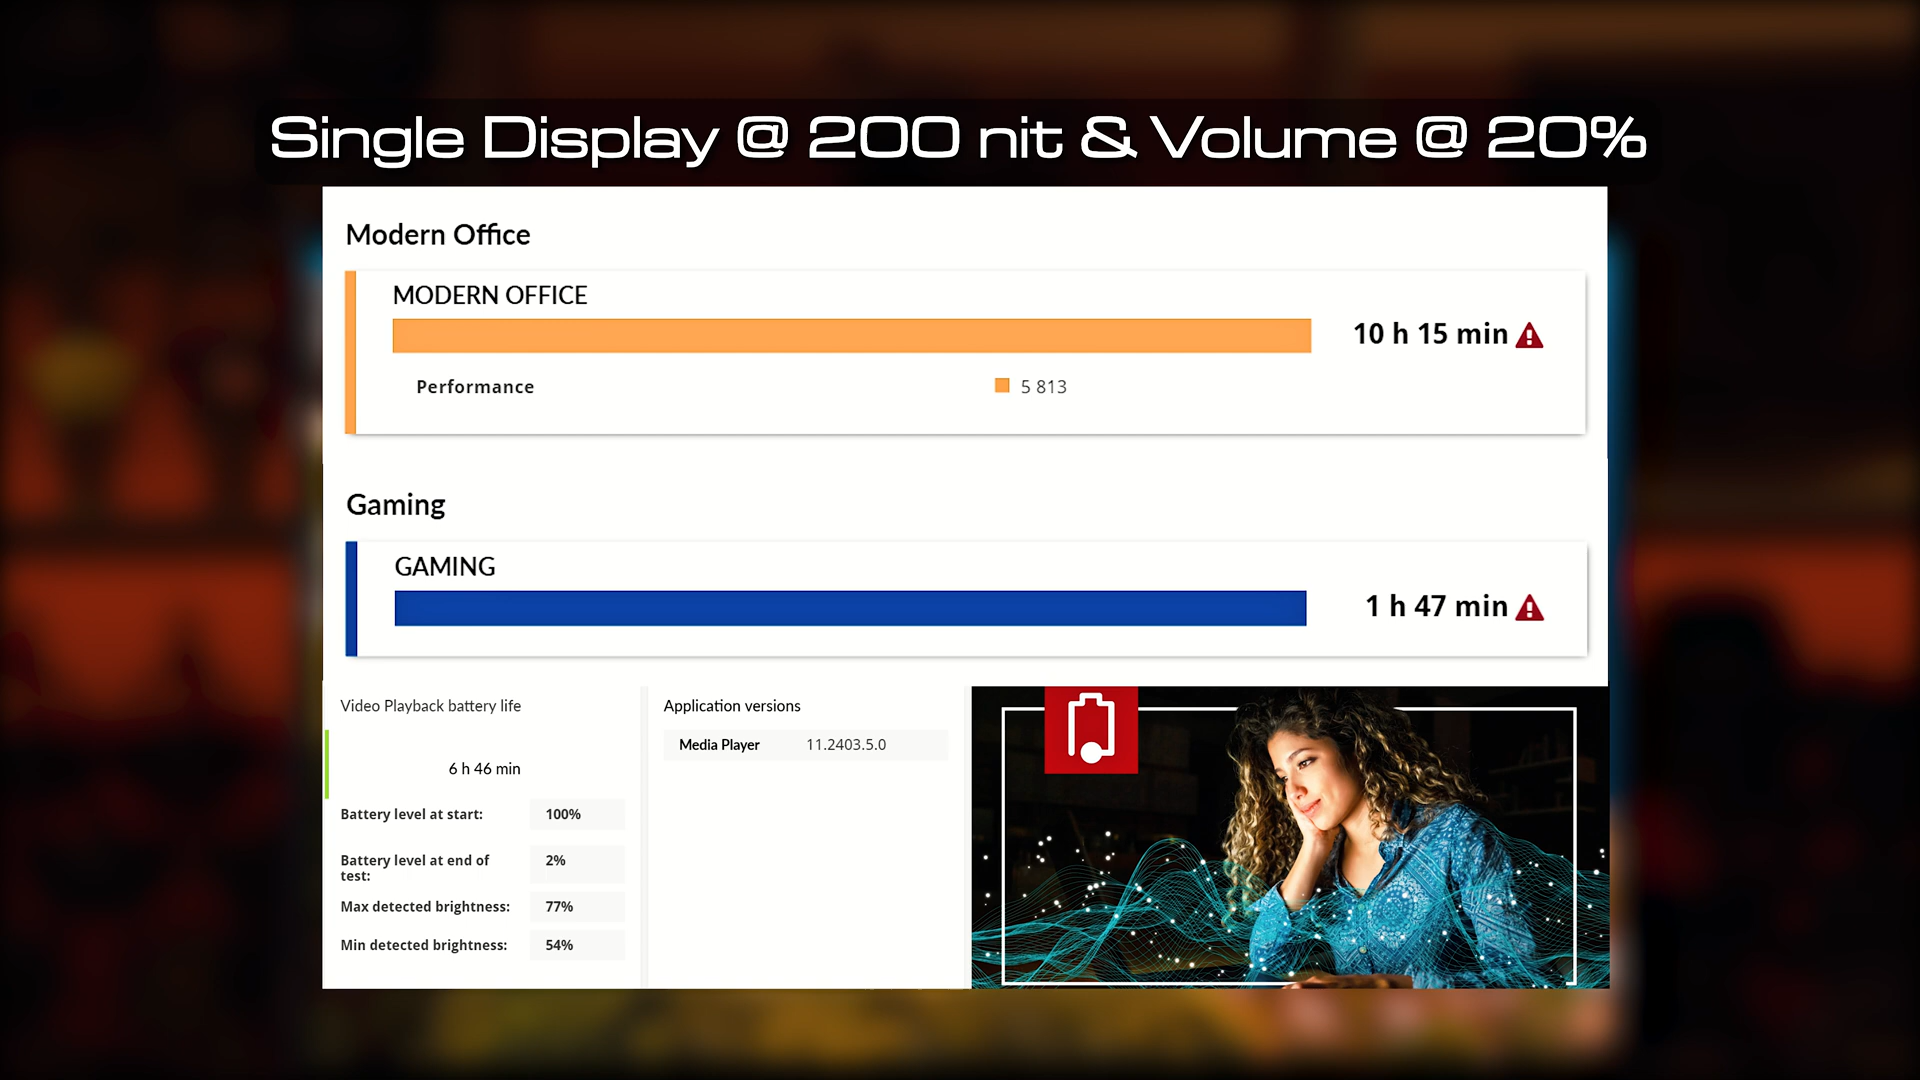 Single Display @ 200 nit & Volume @ 20%
Modern Office
MODERN OFFICE
10 h 15 min
Performance
5 813
Gaming
GAMING
1 h 47 min
Video Playback battery life
6 h 46 min
Battery level at start: 100%
Battery level at end of
test:
2%
Max detected brightness: 77%
Min detected brightness: 54%
Application versions
Media Player 11.2403.5.0